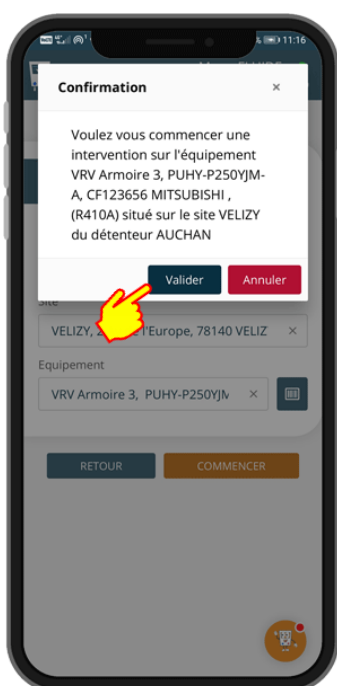 11:16
Confirmation ×
Voulez vous commencer une
intervention sur l'équipement
VRV Armoire 3, PUHY-P250YJM-
A, CF123656 MITSUBISHI ,
(R410A) situé sur le site VELIZY
du détenteur AUCHAN
Valider Annuler
Site
VELIZY, 2 l'Europe, 78140 VELIZ ×
Equipement
VRV Armoire 3, PUHY-P250YJM ×
RETOUR COMMENCER